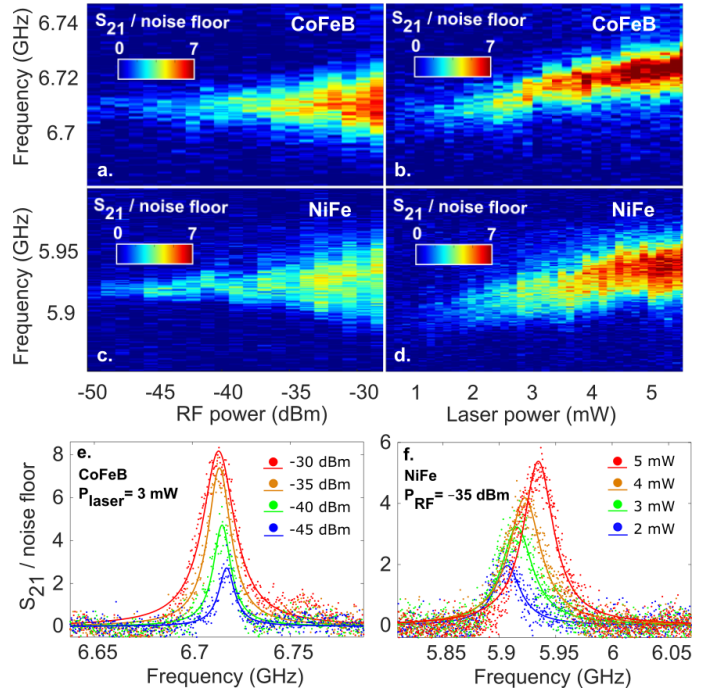 6.74
6.72
6.7
Frequency (GHz)
S21 / noise floor
0 7
CoFeB
a.
S21 / noise floor
0 7
CoFeB
b.
5.95
5.9
Frequency (GHz)
S21 / noise floor
0 7
NiFe
c.
S21 / noise floor
0 7
NiFe
d.
-50 -45 -40 -35 -30
RF power (dBm)
1 2 3 4 5
Laser power (mW)
e.
CoFeB
Plaser= 3 mW
-30 dBm
-35 dBm
-40 dBm
-45 dBm
8
6
4
2
0
S21 / noise floor
6.65 6.7 6.75
Frequency (GHz)
f.
NiFe
PRF= −35 dBm
5 mW
4 mW
3 mW
2 mW
6
4
2
0
5.85 5.9 5.95 6 6.05
Frequency (GHz)